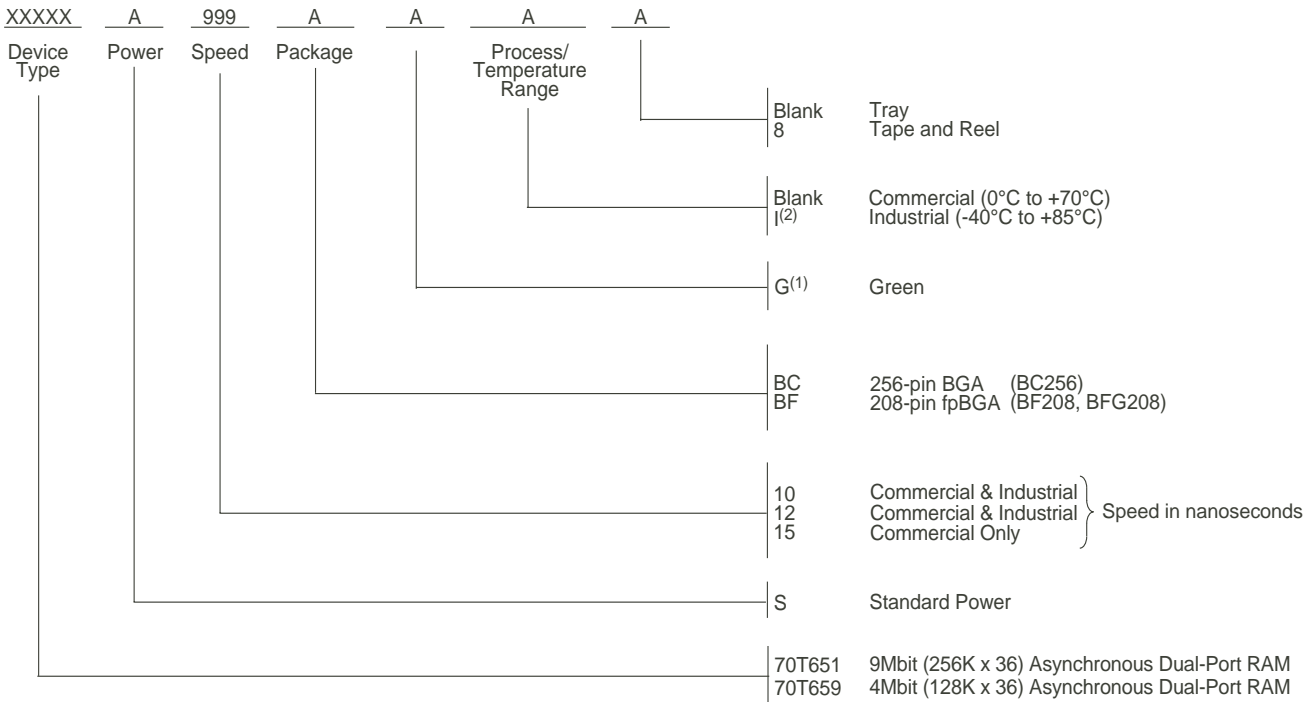 XXXXX A 999 A A A A
Device Type Power Speed Package Process/ Temperature Range
Blank Tray
8 Tape and Reel
Blank Commercial (0°C to +70°C)
I(2) Industrial (-40°C to +85°C)
G(1) Green
BC 256-pin BGA (BC256)
BF 208-pin fpBGA (BF208, BFG208)
10 Commercial & Industrial
12 Commercial & Industrial Speed in nanoseconds
15 Commercial Only
S Standard Power
70T651 9Mbit (256K x 36) Asynchronous Dual-Port RAM
70T659 4Mbit (128K x 36) Asynchronous Dual-Port RAM